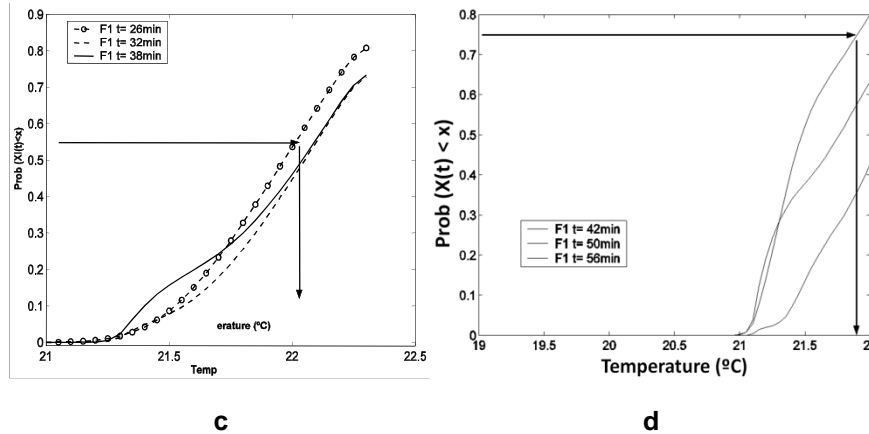 0.9
0.8
0.7
0.6
0.5
0.4
0.3
0.2
0.1
0
Prob (XI(t)<x)
F1 t= 26min
F1 t= 32min
F1 t= 38min
erature (ºC)
21 21.5 22 22.5
Temp
c
0.8
0.7
0.6
0.5
0.4
0.3
0.2
0.1
0
Prob (X(t) < x)
F1 t= 42min
F1 t= 50min
F1 t= 56min
19 19.5 20 20.5 21 21.5 2
Temperature (ºC)
d